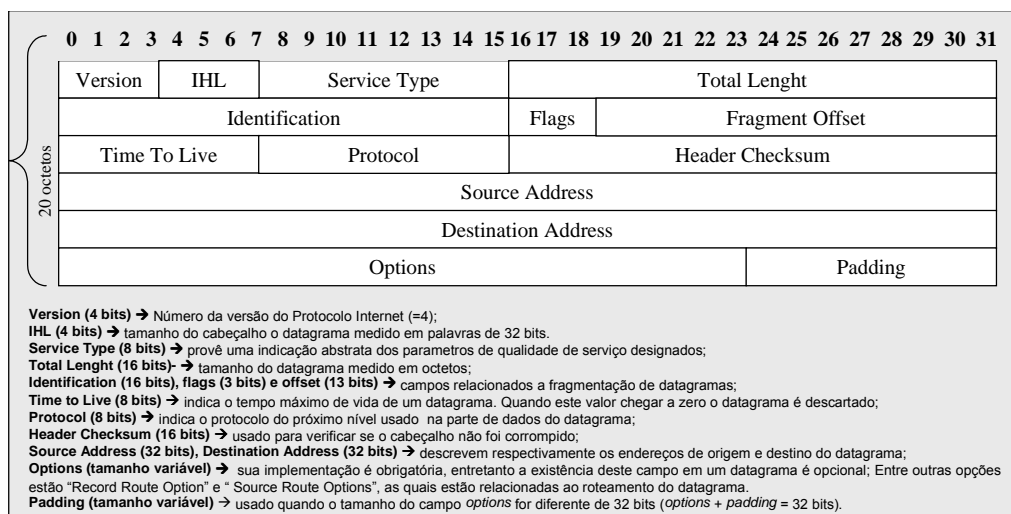 0 1 2 3 4 5 6 7 8 9 10 11 12 13 14 15 16 17 18 19 20 21 22 23 24 25 26 27 28 29 30 31
Version IHL Service Type Total Lenght
Identification Flags Fragment Offset
Time To Live Protocol Header Checksum
Source Address
Destination Address
Options Padding
20 octetos
Version (4 bits) ➔ Número da versão do Protocolo Internet (=4);
IHL (4 bits) ➔ tamanho do cabeçalho o datagrama medido em palavras de 32 bits.
Service Type (8 bits) ➔ provê uma indicação abstrata dos parametros de qualidade de serviço designados;
Total Lenght (16 bits)- ➔ tamanho do datagrama medido em octetos;
Identification (16 bits), flags (3 bits) e offset (13 bits) ➔ campos relacionados a fragmentação de datagramas;
Time to Live (8 bits) ➔ indica o tempo máximo de vida de um datagrama. Quando este valor chegar a zero o datagrama é descartado;
Protocol (8 bits) ➔ indica o protocolo do próximo nível usado na parte de dados do datagrama;
Header Checksum (16 bits) ➔ usado para verificar se o cabeçalho não foi corrompido;
Source Address (32 bits), Destination Address (32 bits) ➔ descrevem respectivamente os endereços de origem e destino do datagrama;
Options (tamanho variável) ➔ sua implementação é obrigatória, entretanto a existência deste campo em um datagrama é opcional; Entre outras opções
estão “Record Route Option” e “ Source Route Options”, as quais estão relacionadas ao roteamento do datagrama.
Padding (tamanho variável) → usado quando o tamanho do campo options for diferente de 32 bits (options + padding = 32 bits).